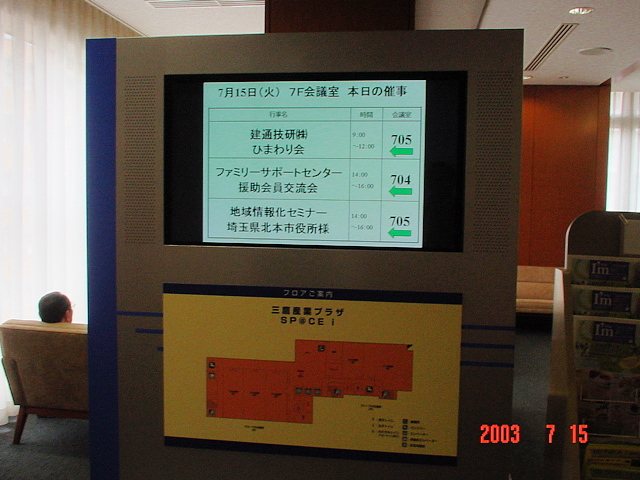 7月15日(火) 7F会議室 本日の催事
行事名 時間 会議室
建通技研㈱
ひまわり会
9:00
~12:00
705
ファミリーサポートセンター
援助会員交流会
14:00
~16:00
704
地域情報化セミナー
埼玉県北本市役所様
14:00
~16:00
705
フロアご案内
三鷹産業プラザ
SP@CE i
I'm
I'm
I'm
2003 7 15